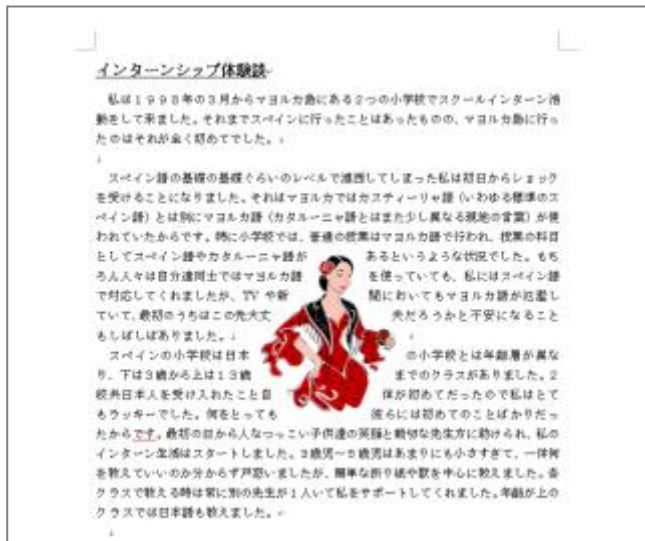 インターンシップ体験談
私は1998年の3月からマヨルカ島にある2つの小学校でスクールインターン活
動をして来ました。それまでスペインに行ったことはあったものの、マヨルカ島に行っ
たのはそれが全く初めてでした。
スペイン語の基礎の基礎ぐらいのレベルで渡西してしまった私は初日からショック
を受けることになりました。それはマヨルカではカスティーリャ語（いわゆる標準のス
ペイン語）とは別にマヨルカ語（カタルーニャ語とはまた少し異なる現地の言葉）が使
われていたからです。特に小学校では、普通の授業はマヨルカ語で行われ、授業の科目
としてスペイン語やカタルーニャ語が あるというような状況でした。もち
ろん人々は自分達同士ではマヨルカ語 を使っていても、私にはスペイン語
で対応してくれましたが、TV や新 聞においてもマヨルカ語が氾濫し
ていて、最初のうちはこの先大丈 夫だろうかと不安になること
もしばしばありました。
スペインの小学校は日本 の小学校とは年齢層が異な
り、下は3歳から上は13歳 までのクラスがありました。2
校共日本人を受け入れたこと自 体が初めてだったので私はとて
もラッキーでした。何をとっても 彼らには初めてのことばかりだっ
たからです。最初の日から人なつっこい子供達の笑顔と親切な先生方に助けられ、私の
インターン生活はスタートしました。3歳児～5歳児はあまりにも小さすぎて、一体何
を教えていいのか分からず戸惑いましたが、簡単な折り紙や歌を中心に教えました。各
クラスで教える時は常に別の先生が1人いて私をサポートしてくれました。年齢が上の
クラスでは日本語も教えました。